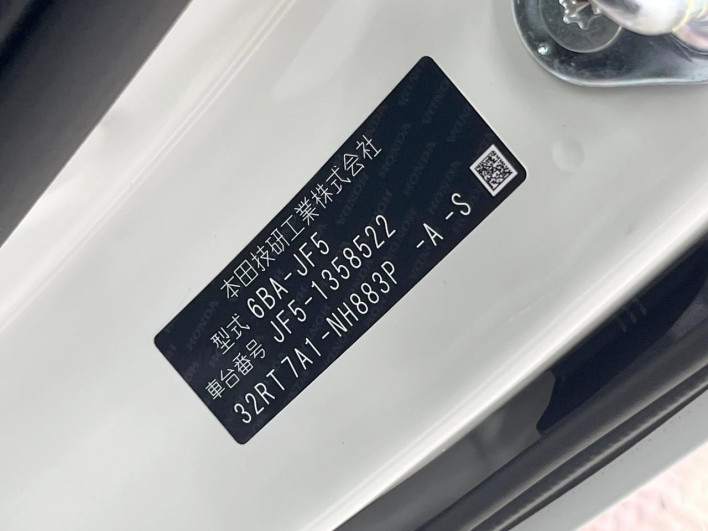 本田技研工業株式会社
型式 6BA-JF5
車台番号 JF5-1358522
32RT7A1-NH883P -A-S